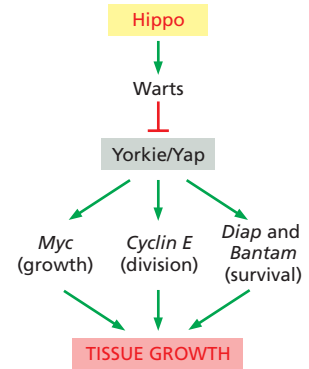 Hippo
Warts
Yorkie/Yap
Myc
(growth)
Cyclin E
(division)
Diap and
Bantam
(survival)
TISSUE GROWTH